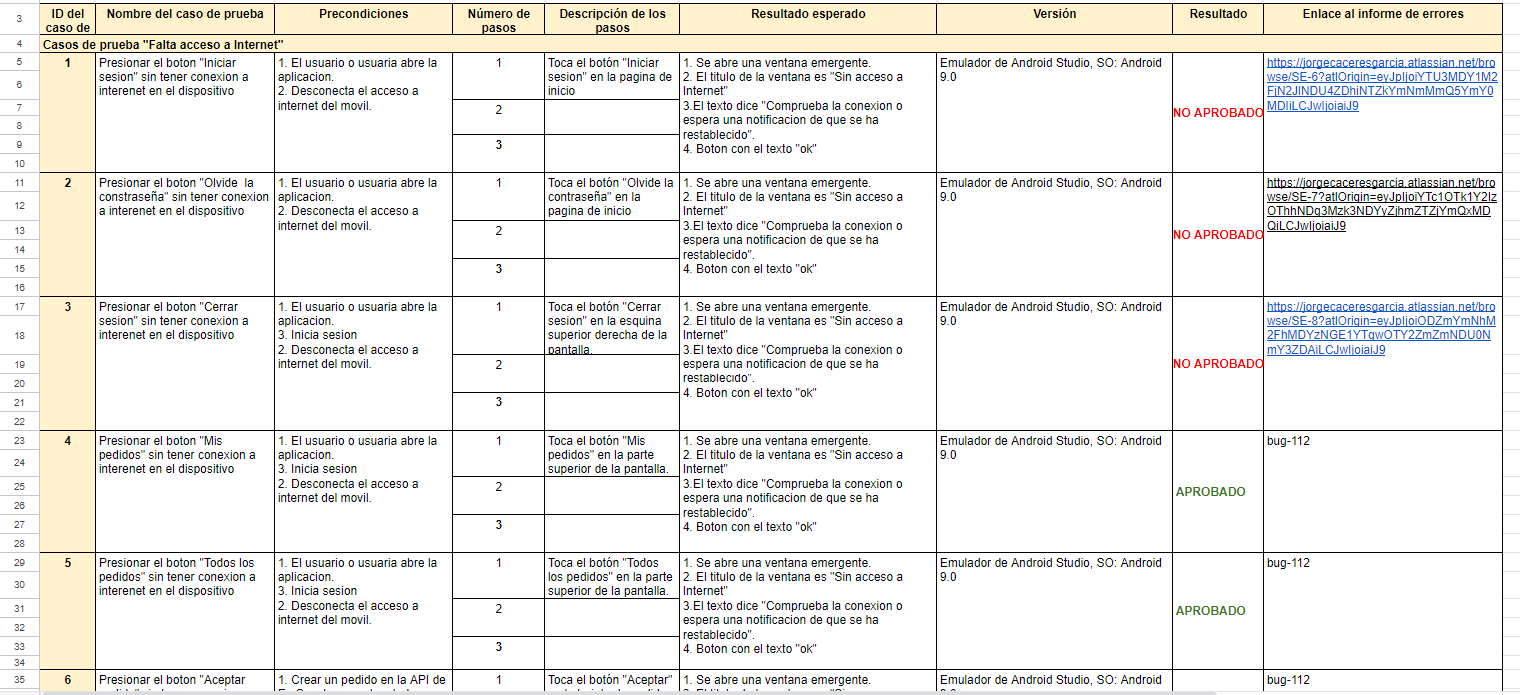 3 ID del caso de Nombre del caso de prueba Precondiciones Número de pasos Descripción de los pasos Resultado esperado Versión Resultado Enlace al informe de errores
4 Casos de prueba "Falta acceso a Internet"
5
6
7
8
9
10
1
Presionar el boton "Iniciar
sesion" sin tener conexion a
interenet en el dispositivo
1. El usuario o usuaria abre la
aplicacion.
2. Desconecta el acceso a
internet del movil.
1
Toca el botón "Iniciar
sesion" en la pagina de
inicio
2
3
1. Se abre una ventana emergente.
2. El titulo de la ventana es "Sin acceso a
Internet"
3.El texto dice "Comprueba la conexion o
espera una notificacion de que se ha
restablecido".
4. Boton con el texto "ok"
Emulador de Android Studio, SO: Android
9.0
NO APROBADO
https://jorgecaceresgarcia.atlassian.net/bro
11
12
13
14
15
16
2
Presionar el boton "Olvide  la
constraseña" sin tener conexion
a interenet en el dispositivo
1. El usuario o usuaria abre la
aplicacion.
2. Desconecta el acceso a
internet del movil.
1
Toca el botón "Olvide la
contraseña" en la
pagina de inicio
2
3
1. Se abre una ventana emergente.
2. El titulo de la ventana es "Sin acceso a
Internet"
3.El texto dice "Comprueba la conexion o
espera una notificacion de que se ha
restablecido".
4. Boton con el texto "ok"
Emulador de Android Studio, SO: Android
9.0
NO APROBADO
https://jorgecaceresgarcia.atlassian.net/bro
17
18
19
20
21
22
3
Presionar el boton "Cerrar
sesion" sin tener conexion a
interenet en el dispositivo
1. El usuario o usuaria abre la
aplicacion.
3. Inicia sesion
2. Desconecta el acceso a
internet del movil.
1
Toca el botón "Cerrar
sesion" en la esquina
superior derecha de la
pantalla.
2
3
1. Se abre una ventana emergente.
2. El titulo de la ventana es "Sin acceso a
Internet"
3.El texto dice "Comprueba la conexion o
espera una notificacion de que se ha
restablecido".
4. Boton con el texto "ok"
Emulador de Android Studio, SO: Android
9.0
NO APROBADO
https://jorgecaceresgarcia.atlassian.net/bro
23
24
25
26
27
28
4
Presionar el boton "Mis
pedidos" sin tener conexion a
interenet en el dispositivo
1. El usuario o usuaria abre la
aplicacion.
3. Inicia sesion
2. Desconecta el acceso a
internet del movil.
1
Toca el botón "Mis
pedidos" en la parte
superior de la pantalla.
2
3
1. Se abre una ventana emergente.
2. El titulo de la ventana es "Sin acceso a
Internet"
3.El texto dice "Comprueba la conexion o
espera una notificacion de que se ha
restablecido".
4. Boton con el texto "ok"
Emulador de Android Studio, SO: Android
9.0
APROBADO
bug-112
29
30
31
32
33
34
5
Presionar el boton "Todos los
pedidos" sin tener conexion a
interenet en el dispositivo
1. El usuario o usuaria abre la
aplicacion.
3. Inicia sesion
2. Desconecta el acceso a
internet del movil.
1
Toca el botón "Todos
los pedidos" en la parte
superior de la pantalla.
2
3
1. Se abre una ventana emergente.
2. El titulo de la ventana es "Sin acceso a
Internet"
3.El texto dice "Comprueba la conexion o
espera una notificacion de que se ha
restablecido".
4. Boton con el texto "ok"
Emulador de Android Studio, SO: Android
9.0
APROBADO
bug-112
35
6
Presionar el boton "Aceptar
1. Crear un pedido en la API de
1
Toca el botón "Aceptar"
1. Se abre una ventana emergente.
Emulador de Android Studio, SO: Android
bug-112